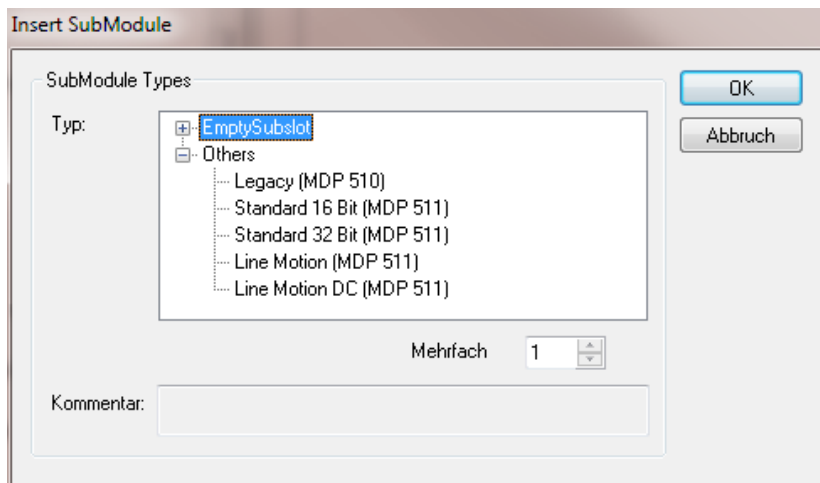 Insert SubModule
SubModule Types
OK
Typ:
EmptySubslot
Abbruch
Others
Legacy (MDP 510)
Standard 16 Bit (MDP 511)
Standard 32 Bit (MDP 511)
Line Motion (MDP 511)
Line Motion DC (MDP 511)
Mehrfach 1
Kommentar: